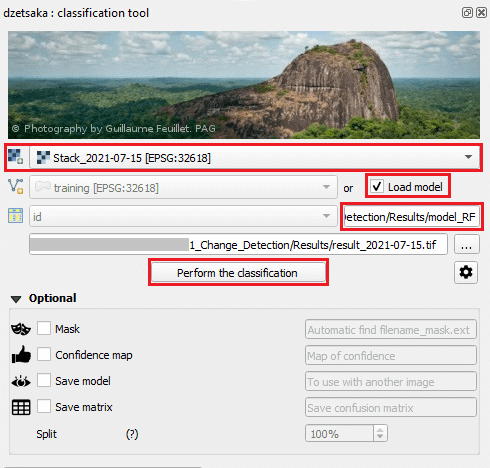 dzetsaka : classification tool
© Photography by Guillaume Feuillet. PAG
Stack_2021-07-15 [EPSG:32618]
training [EPSG:32618] or Load model
id etection/Results/model_RF
1_Change_Detection/Results/result_2021-07-15.tif ...
Perform the classification
Optional
Mask Automatic find filename_mask.ext
Confidence map Map of confidence
Save model To use with another image
Save matrix Save confusion matrix
Split (?) 100%